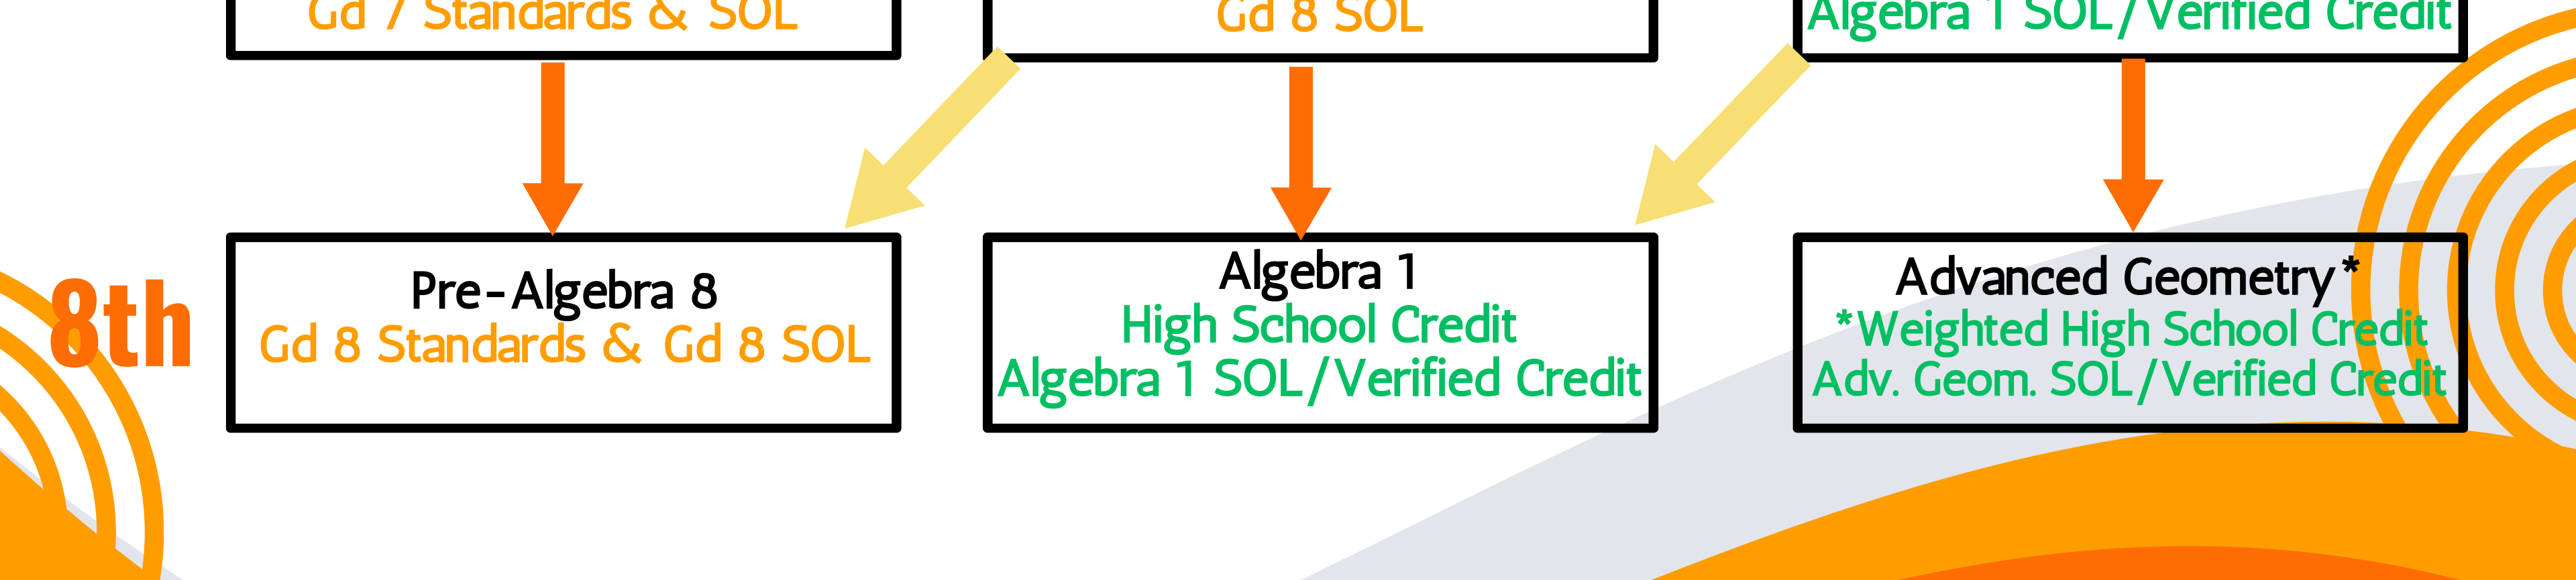 Gd 7 Standards & SOL
Gd 8 SOL
Algebra 1 SOL/Verified Credit
8th
Pre-Algebra 8
Gd 8 Standards & Gd 8 SOL
Algebra 1
High School Credit
Algebra 1 SOL/Verified Credit
Advanced Geometry*
*Weighted High School Credit
Adv. Geom. SOL/Verified Credit